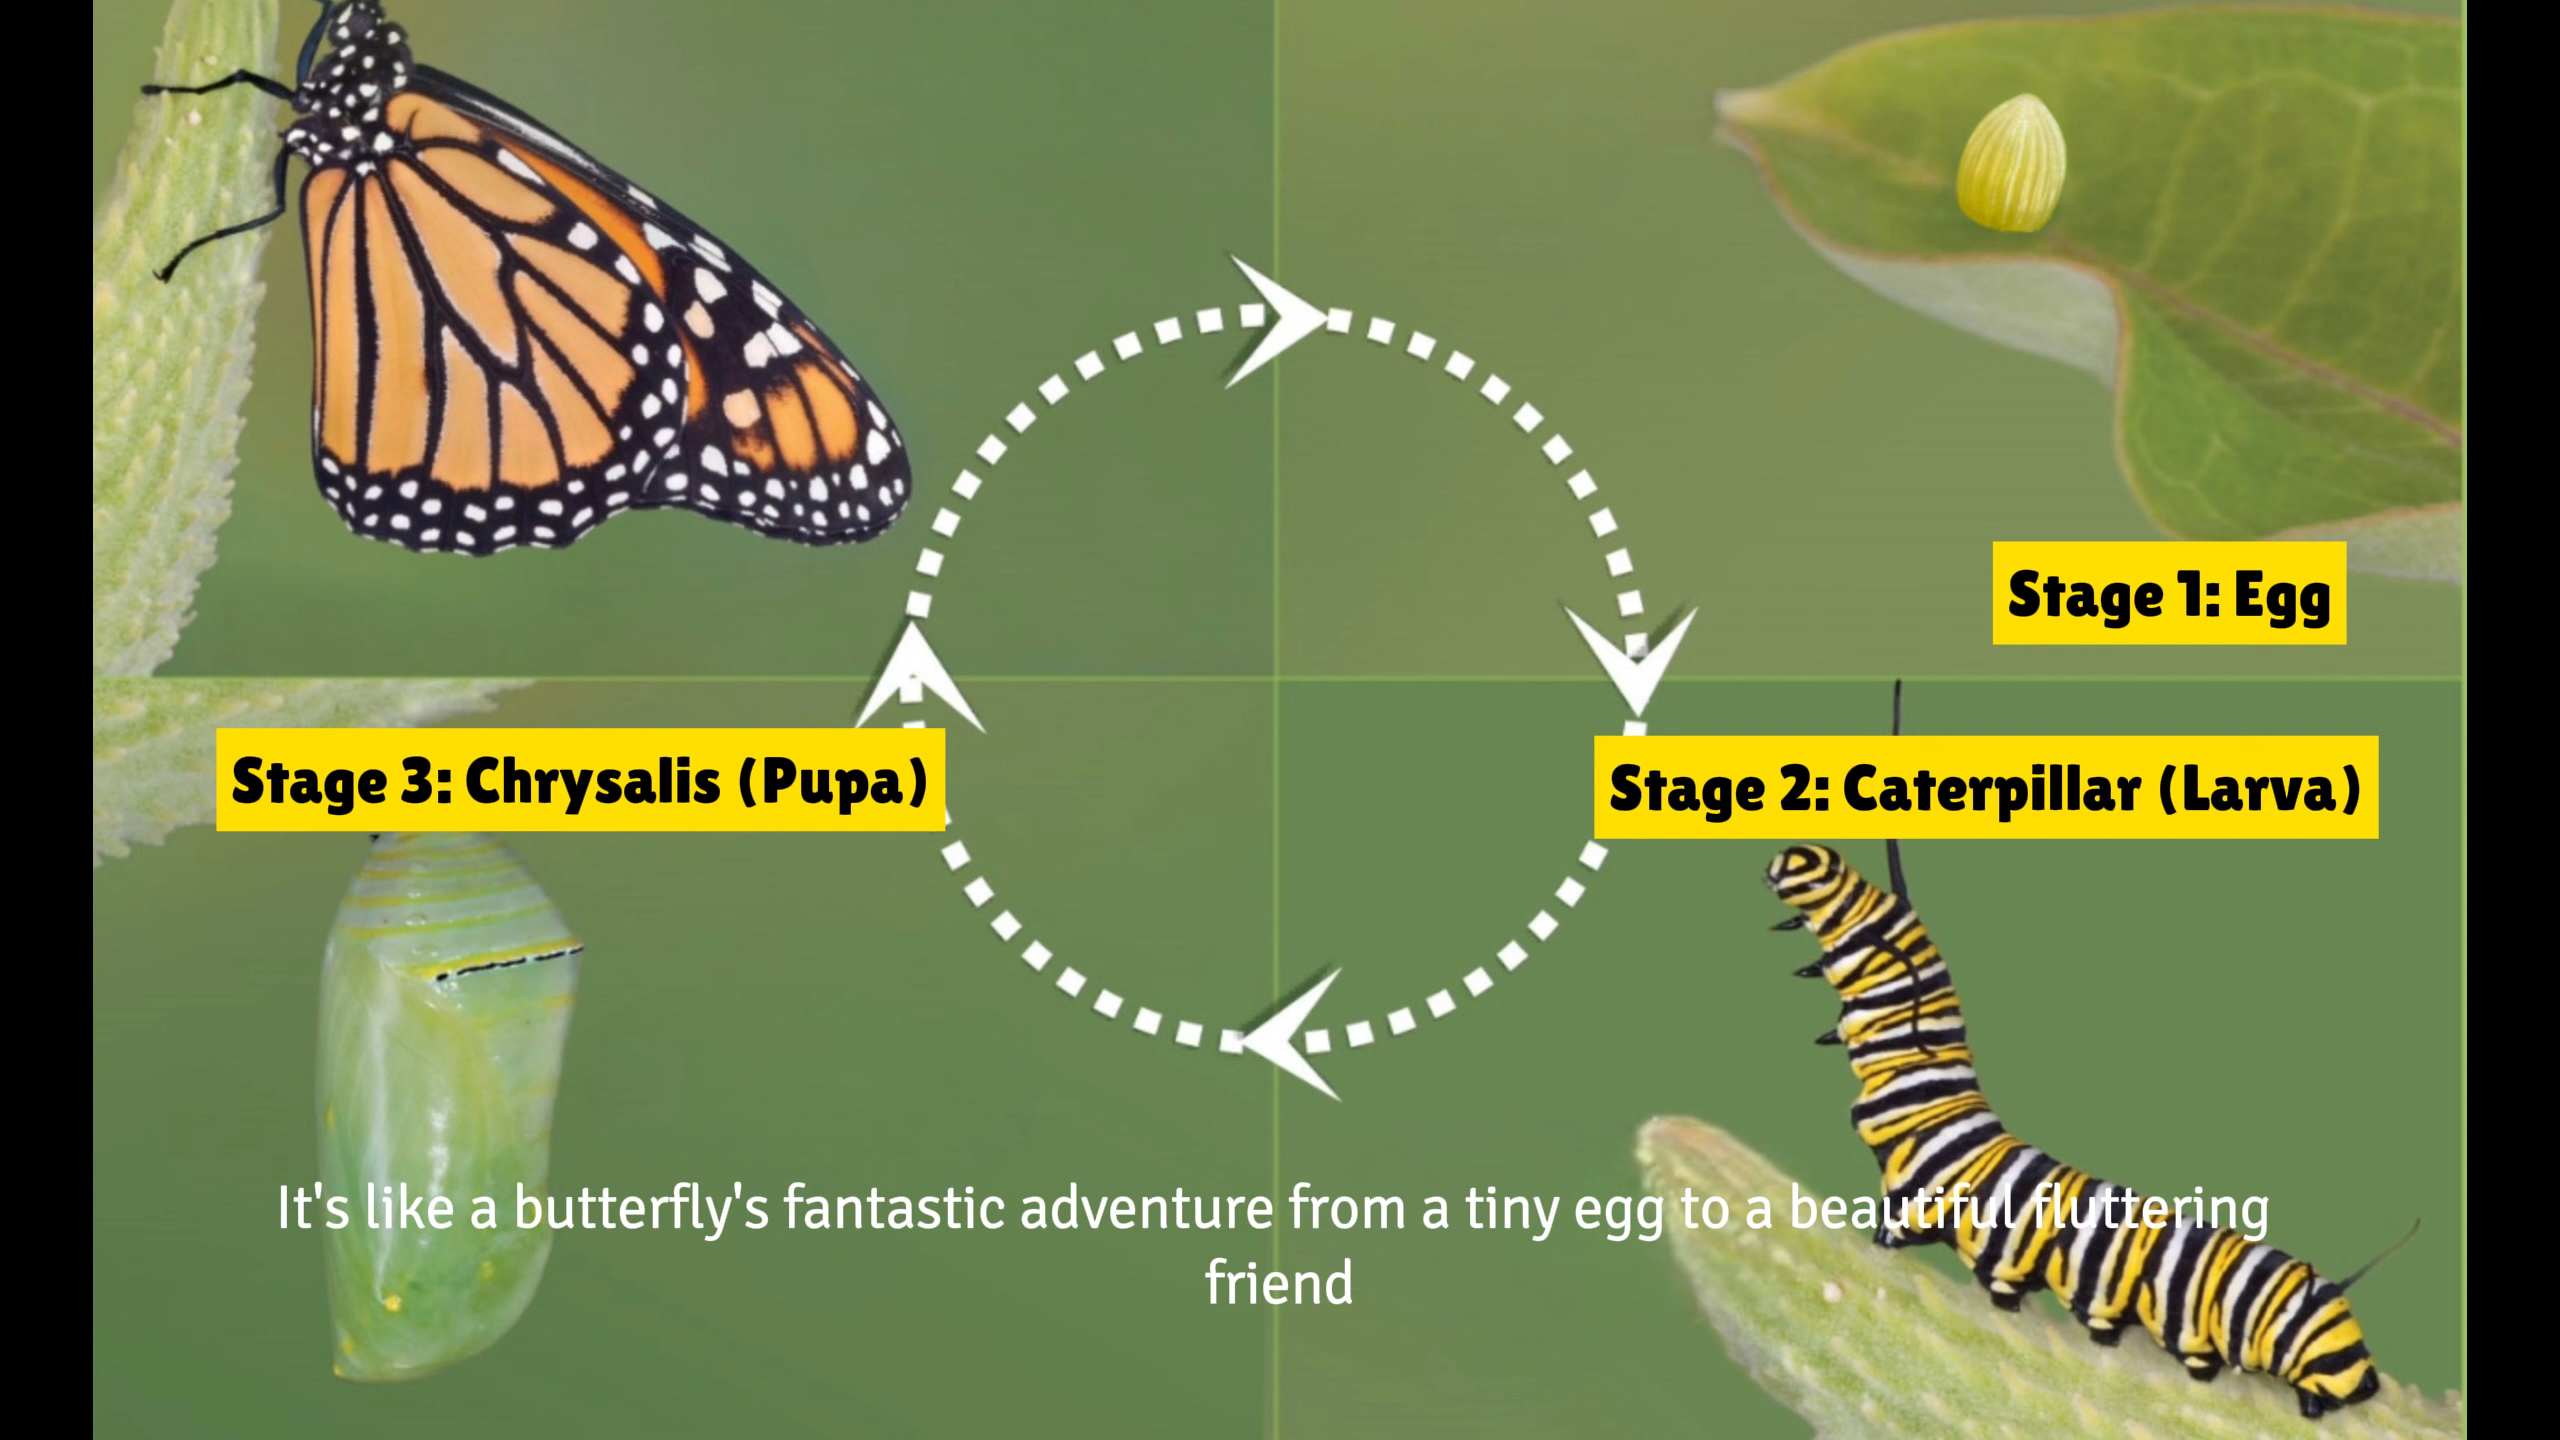 Stage 1: Egg
Stage 3: Chrysalis (Pupa)
Stage 2: Caterpillar (Larva)
It's like a butterfly's fantastic adventure from a tiny egg to a beautiful fluttering
friend